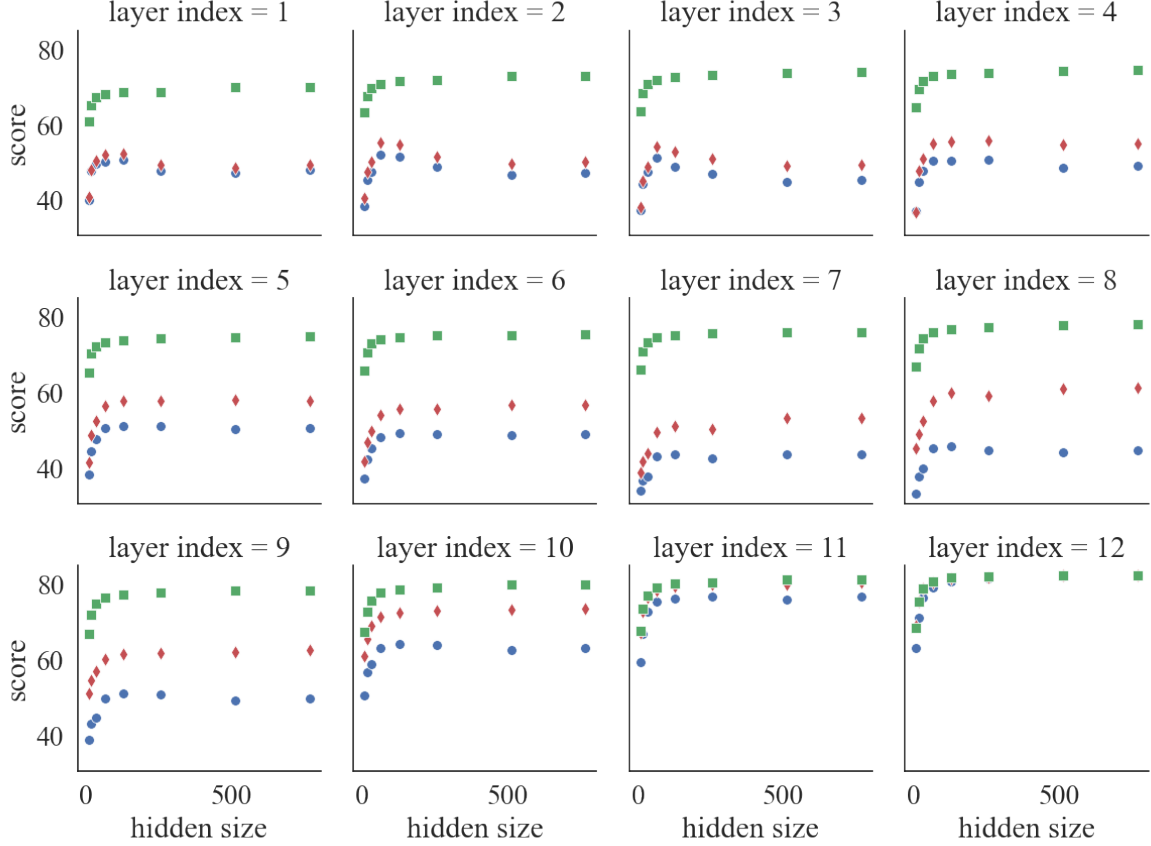 layer index = 1
layer index = 2
layer index = 3
layer index = 4
80
60
40
score
layer index = 5
layer index = 6
layer index = 7
layer index = 8
80
60
40
score
layer index = 9
layer index = 10
layer index = 11
layer index = 12
80
60
40
score
0 500
0 500
0 500
0 500
hidden size
hidden size
hidden size
hidden size